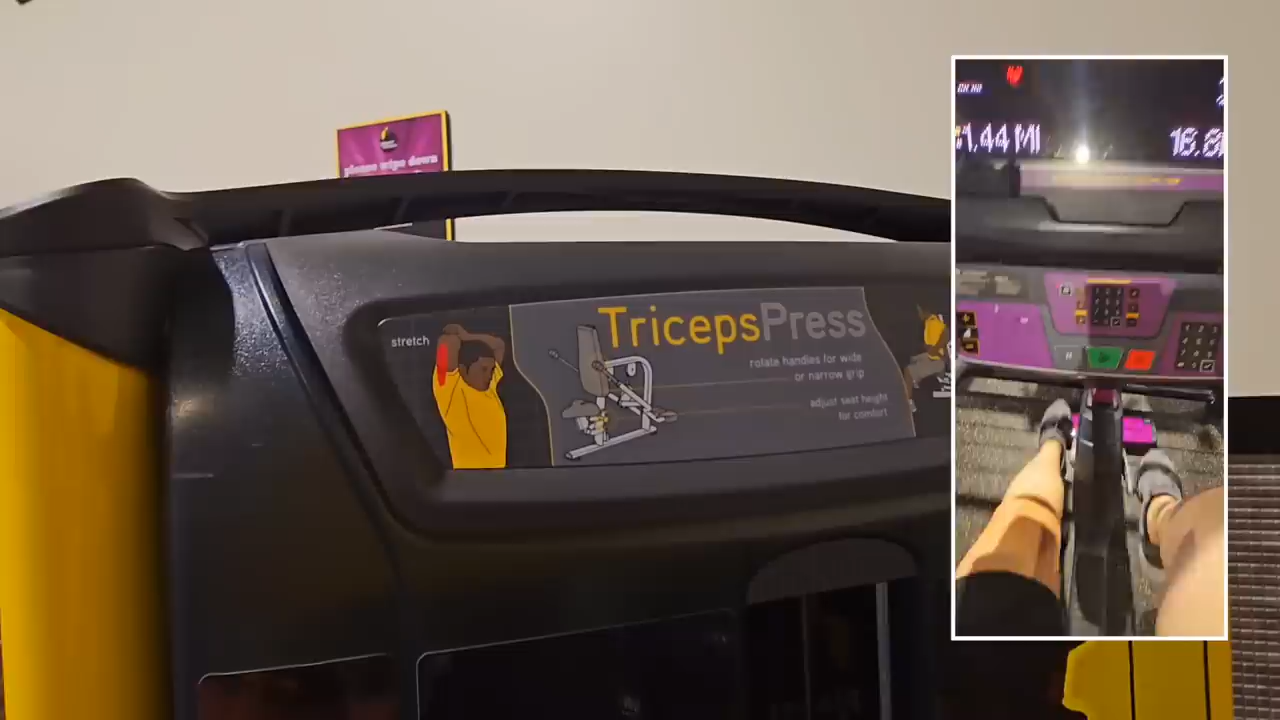 please wipe down
stretch
TricepsPress
rotate handles for wide
or narrow grip
adjust seat height
for comfort
1.44 MI